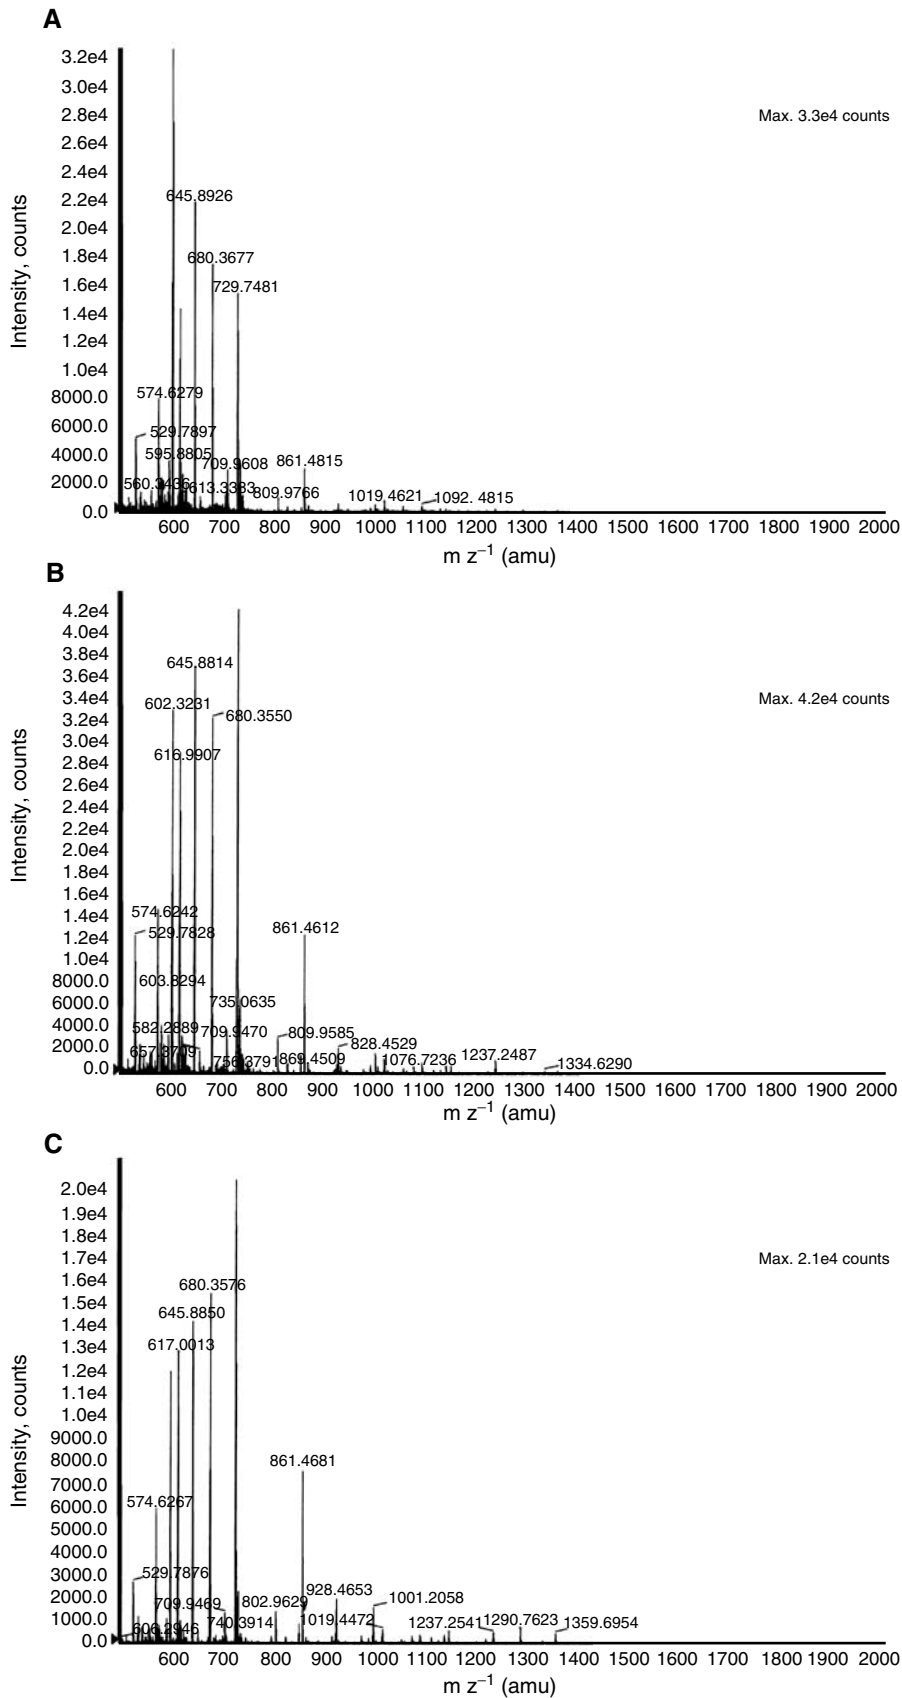 A
3.2e4
3.0e4
2.8e4
Max. 3.3e4 counts
2.6e4
2.4e4
2.2e4
645.8926
2.0e4
1.8e4
680.3677
1.6e4
729.7481
1.4e4
1.2e4
1.0e4
8000.0
574.6279
6000.0
529.7897
4000.0
595.8805
709.9608
861.4815
2000.0
560.3436
613.3383
809.9766
1019.4621
1092. 4815
0.0
Intensity, counts
600 700 800 900 1000 1100 1200 1300 1400 1500 1600 1700 1800 1900 2000
m z−1 (amu)
B
4.2e4
4.0e4
3.8e4
645.8814
3.6e4
3.4e4
602.3231
Max. 4.2e4 counts
3.2e4
680.3550
3.0e4
2.8e4
616.9907
2.6e4
2.4e4
2.2e4
2.0e4
1.8e4
1.6e4
1.4e4
574.6242
1.2e4
529.7828
861.4612
1.0e4
8000.0
603.8294
6000.0
735.0635
4000.0
582.2889
709.9470
809.9585
2000.0
657.3709
756.3791
869.4509
828.4529
1076.7236
1237.2487
1334.6290
0.0
Intensity, counts
600 700 800 900 1000 1100 1200 1300 1400 1500 1600 1700 1800 1900 2000
m z−1 (amu)
C
2.0e4
1.9e4
1.8e4
1.7e4
Max. 2.1e4 counts
1.6e4
680.3576
1.5e4
645.8850
1.4e4
1.3e4
617.0013
1.2e4
1.1e4
1.0e4
9000.0
8000.0
861.4681
7000.0
6000.0
574.6267
5000.0
4000.0
3000.0
529.7876
2000.0
709.9469
802.9629
928.4653
1001.2058
1000.0
606.2946
740.3914
1019.4472
1237.2541
1290.7623
1359.6954
0.0
Intensity, counts
600 700 800 900 1000 1100 1200 1300 1400 1500 1600 1700 1800 1900 2000
m z−1 (amu)